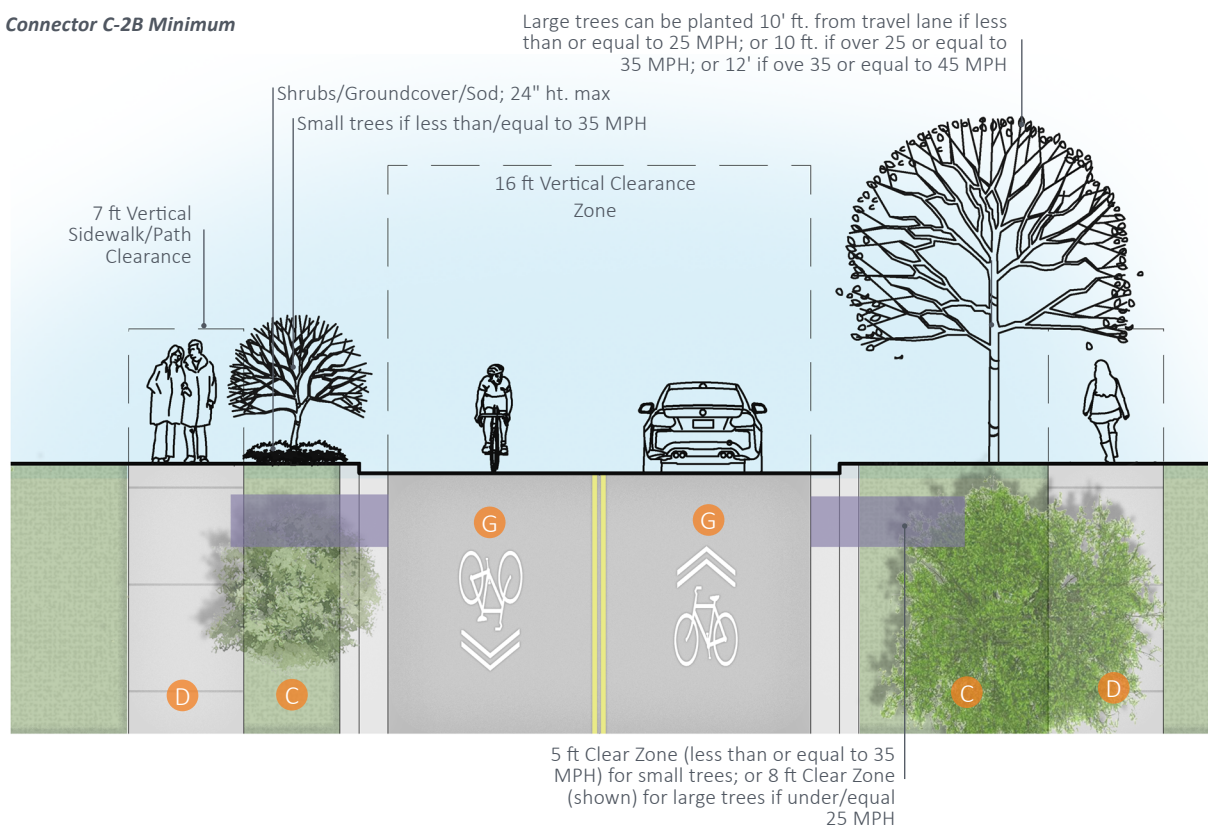 Connector C-2B Minimum
Large trees can be planted 10' ft. from travel lane if less
than or equal to 25 MPH; or 10 ft. if over 25 or equal to
35 MPH; or 12' if ove 35 or equal to 45 MPH
Shrubs/Groundcover/Sod; 24" ht. max
Small trees if less than/equal to 35 MPH
16 ft Vertical Clearance
Zone
7 ft Vertical
Sidewalk/Path
Clearance
G
G
D
C
C
D
5 ft Clear Zone (less than or equal to 35
MPH) for small trees; or 8 ft Clear Zone
(shown) for large trees if under/equal
25 MPH